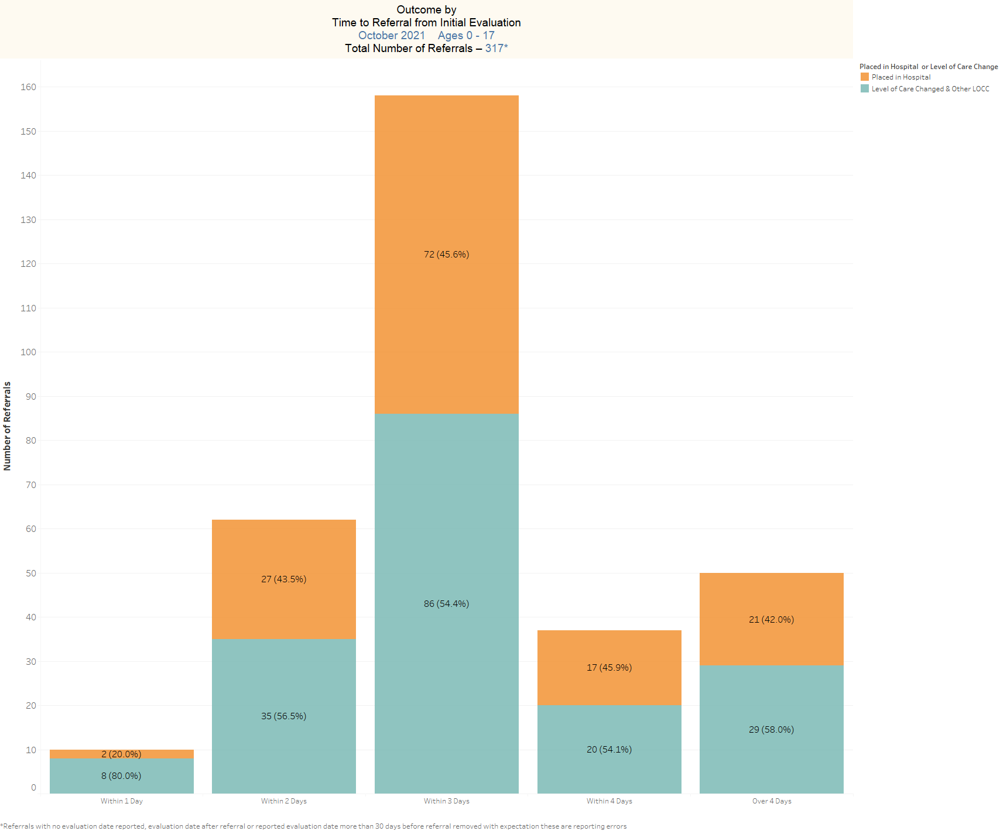 Outcome by
Time to Referral from Initial Evaluation
October 2021 Ages 0 - 17
Total Number of Referrals – 317*
Placed in Hospital or Level of Care Change
Placed in Hospital
Level of Care Changed & Other LOCC
Number of Referrals
160
150
140
130
120
110
100
90
80
70
60
50
40
30
20
10
0
2 (20.0%)
8 (80.0%)
27 (43.5%)
35 (56.5%)
72 (45.6%)
86 (54.4%)
17 (45.9%)
20 (54.1%)
21 (42.0%)
29 (58.0%)
Within 1 Day
Within 2 Days
Within 3 Days
Within 4 Days
Over 4 Days
*Referrals with no evaluation date reported, evaluation date after referral or reported evaluation date more than 30 days before referral removed with expectation these are reporting errors